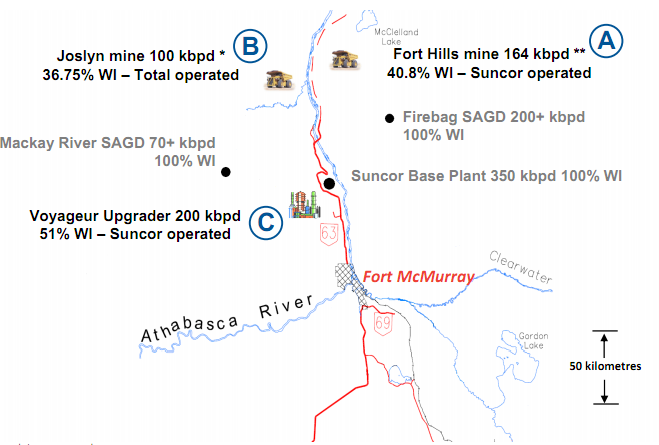 McClelland
Lake
A
B
Joslyn mine 100 kbpd *
36.75% WI – Total operated
Fort Hills mine 164 kbpd **
40.8% WI – Suncor operated
Firebag SAGD 200+ kbpd
100% WI
Mackay River SAGD 70+ kbpd
100% WI
Suncor Base Plant 350 kbpd 100% WI
Voyageur Upgrader 200 kbpd
51% WI – Suncor operated
C
63
Clearwater
Fort McMurray
Athabasca River
69
Gordon
Lake
50 kilometres